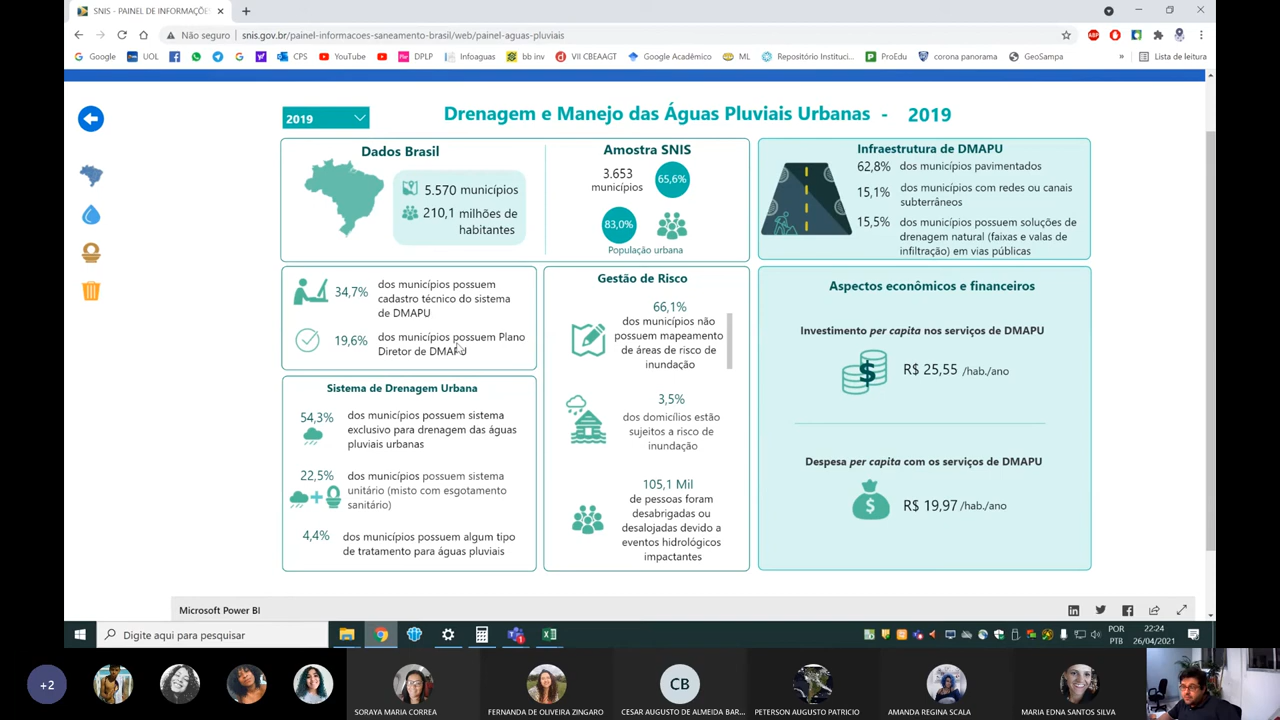 SNIS - PAINEL DE INFORMAÇÕE
Não seguro | snis.gov.br/painel-informacoes-saneamento-brasil/web/painel-aguas-pluviais
Google UOL CPS YouTube DPLP Infoaguas bb inv VII CBEAAGT Google Acadêmico ML Repositório Instituci... ProEdu corona panorama GeoSampa » Lista de leitura
2019
Drenagem e Manejo das Águas Pluviais Urbanas - 2019
Dados Brasil
5.570 municípios
210,1 milhões de
habitantes
Amostra SNIS
3.653
municípios
65,6%
83,0%
População urbana
Infraestrutura de DMAPU
62,8% dos municípios pavimentados
15,1% dos municípios com redes ou canais
subterrâneos
15,5% dos municípios possuem soluções de
drenagem natural (faixas e valas de
infiltração) em vias públicas
34,7% dos municípios possuem
cadastro técnico do sistema
de DMAPU
19,6% dos municípios possuem Plano
Diretor de DMAPU
Sistema de Drenagem Urbana
54,3% dos municípios possuem sistema
exclusivo para drenagem das águas
pluviais urbanas
22,5% dos municípios possuem sistema
unitário (misto com esgotamento
sanitário)
4,4% dos municípios possuem algum tipo
de tratamento para águas pluviais
Gestão de Risco
66,1%
dos municípios não
possuem mapeamento
de áreas de risco de
inundação
3,5%
dos domicílios estão
sujeitos a risco de
inundação
105,1 Mil
de pessoas foram
desabrigadas ou
desalojadas devido a
eventos hidrológicos
impactantes
Aspectos econômicos e financeiros
Investimento per capita nos serviços de DMAPU
R$ 25,55 /hab./ano
Despesa per capita com os serviços de DMAPU
R$ 19,97 /hab./ano
Microsoft Power BI
Digite aqui para pesquisar
POR
PTB
22:24
26/04/2021
+2
CB
SORAYA MARIA CORREA
FERNANDA DE OLIVEIRA ZINGARO
CESAR AUGUSTO DE ALMEIDA BAR...
PETERSON AUGUSTO PATRICIO
AMANDA REGINA SCALA
MARIA EDNA SANTOS SILVA